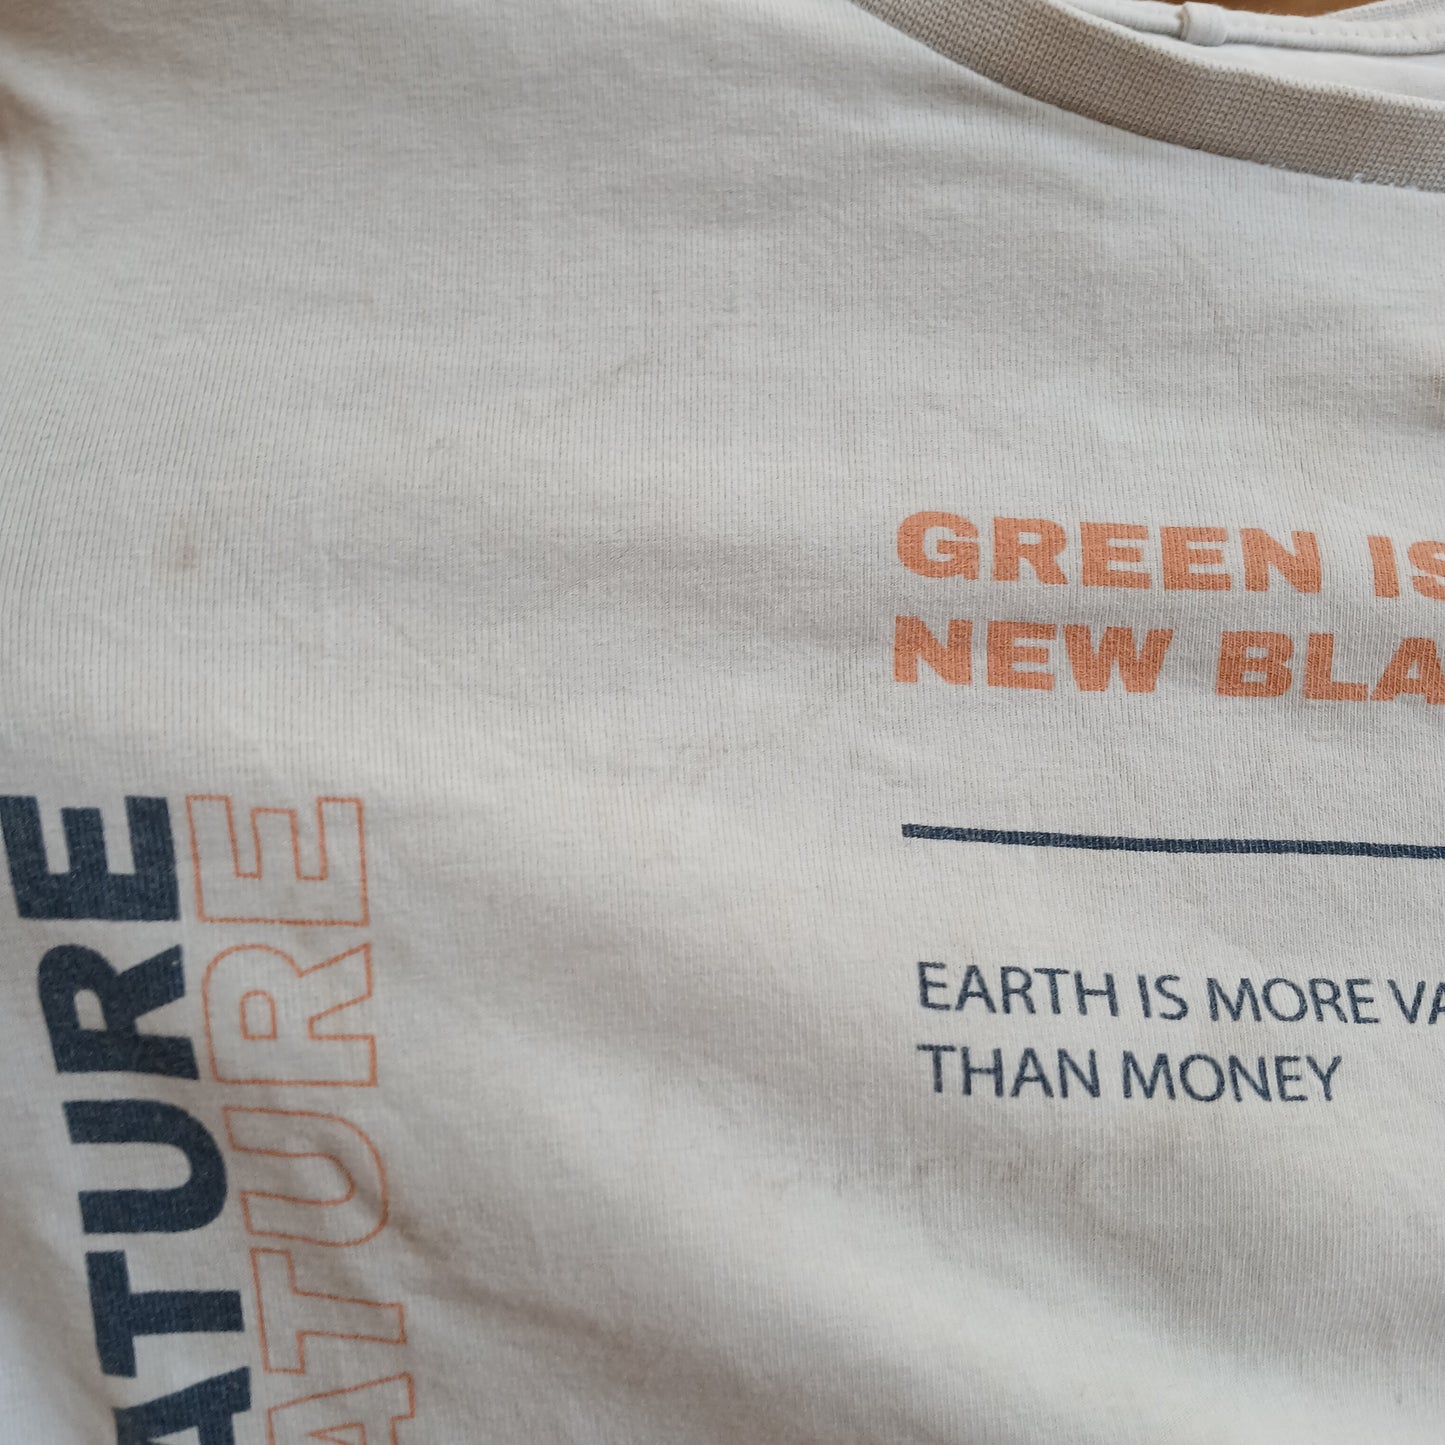 GREEN IS
NEW BLA
EARTH IS MORE VA
THAN MONEY
ATURE
ATURE